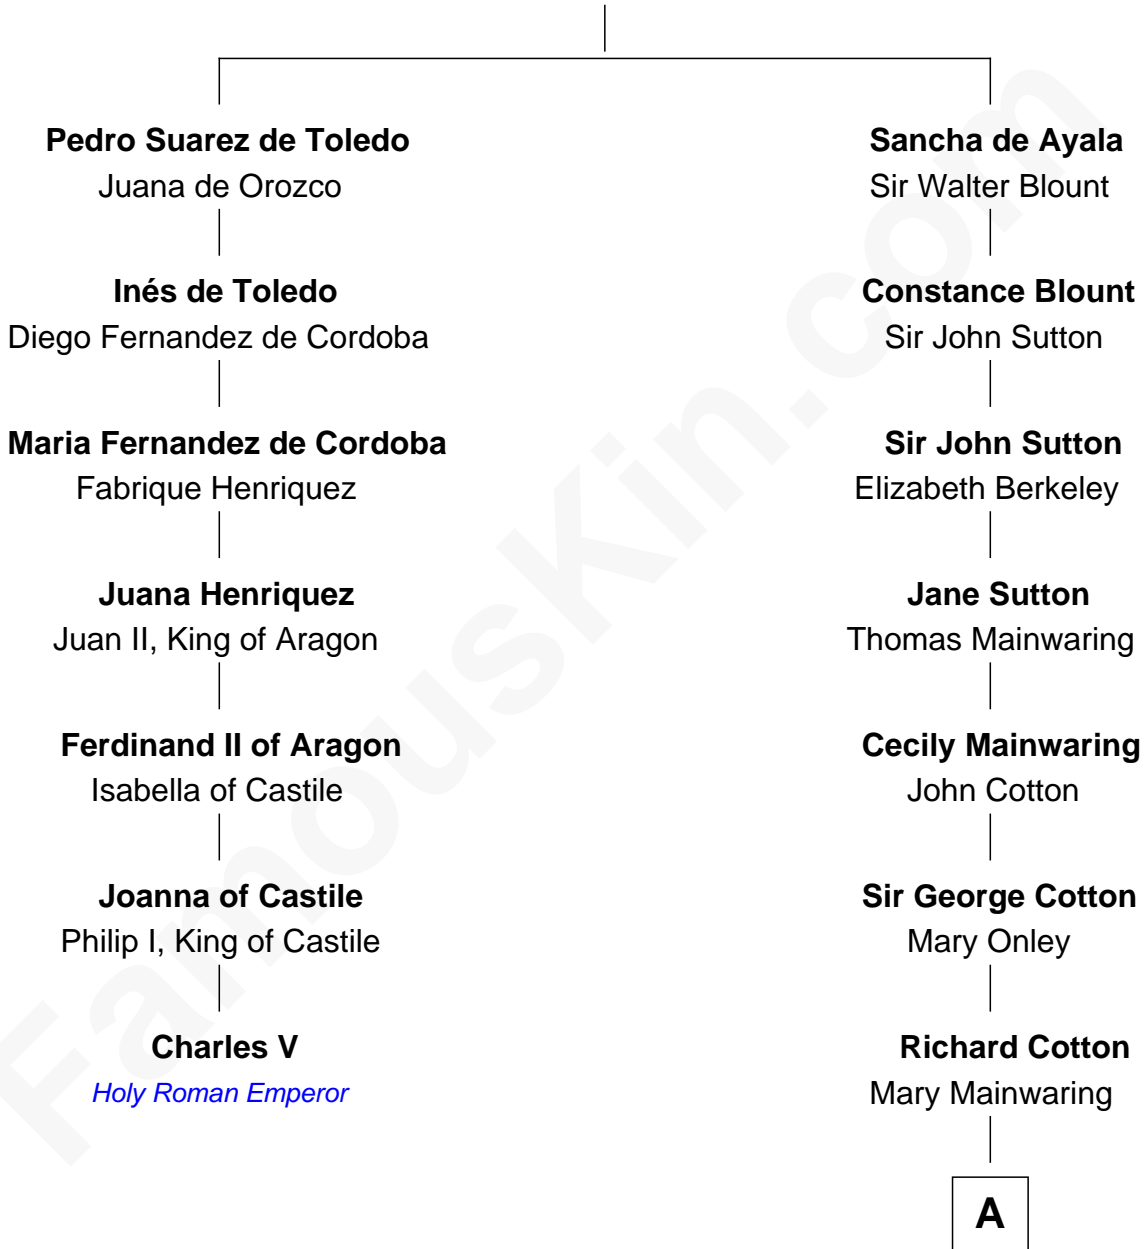 Pedro Suarez de Toledo
Juana de Orozco
Inés de Toledo
Diego Fernandez de Cordoba
Maria Fernandez de Cordoba
Fabrique Henriquez
Juana Henriquez
Juan II, King of Aragon
Ferdinand II of Aragon
Isabella of Castile
Joanna of Castile
Philip I, King of Castile
Charles V
Holy Roman Emperor
Sancha de Ayala
Sir Walter Blount
Constance Blount
Sir John Sutton
Sir John Sutton
Elizabeth Berkeley
Jane Sutton
Thomas Mainwaring
Cecily Mainwaring
John Cotton
Sir George Cotton
Mary Onley
Richard Cotton
Mary Mainwaring
A
FamousKin.com